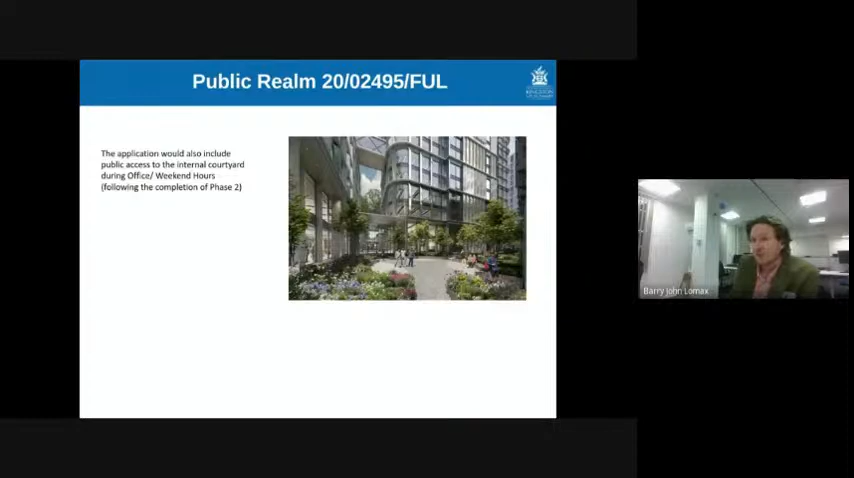 Public Realm 20/02495/FUL
KINGSTON
The application would also include
public access to the internal courtyard
during Office/ Weekend Hours
(following the completion of Phase 2)
Barry John Lomax